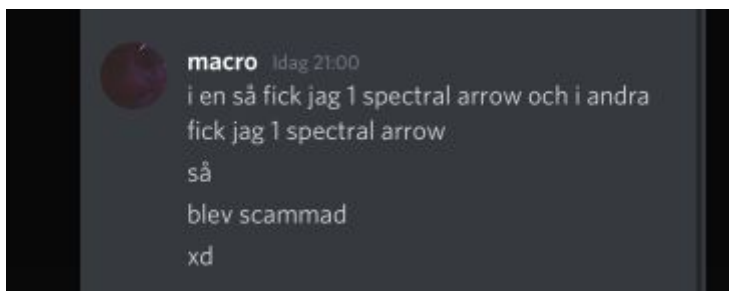 macro Idag 21:00
i en så fick jag 1 spectral arrow och i andra
fick jag 1 spectral arrow
så
blev scammad
xd